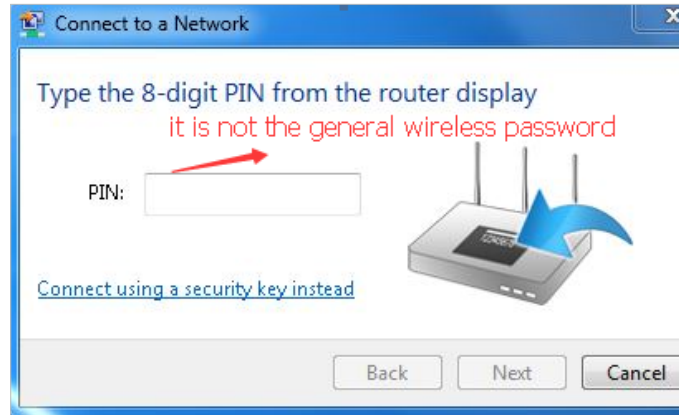 Connect to a Network
Type the 8-digit PIN from the router display
it is not the general wireless password
PIN:
12345670
Connect using a security key instead
Back
Next
Cancel